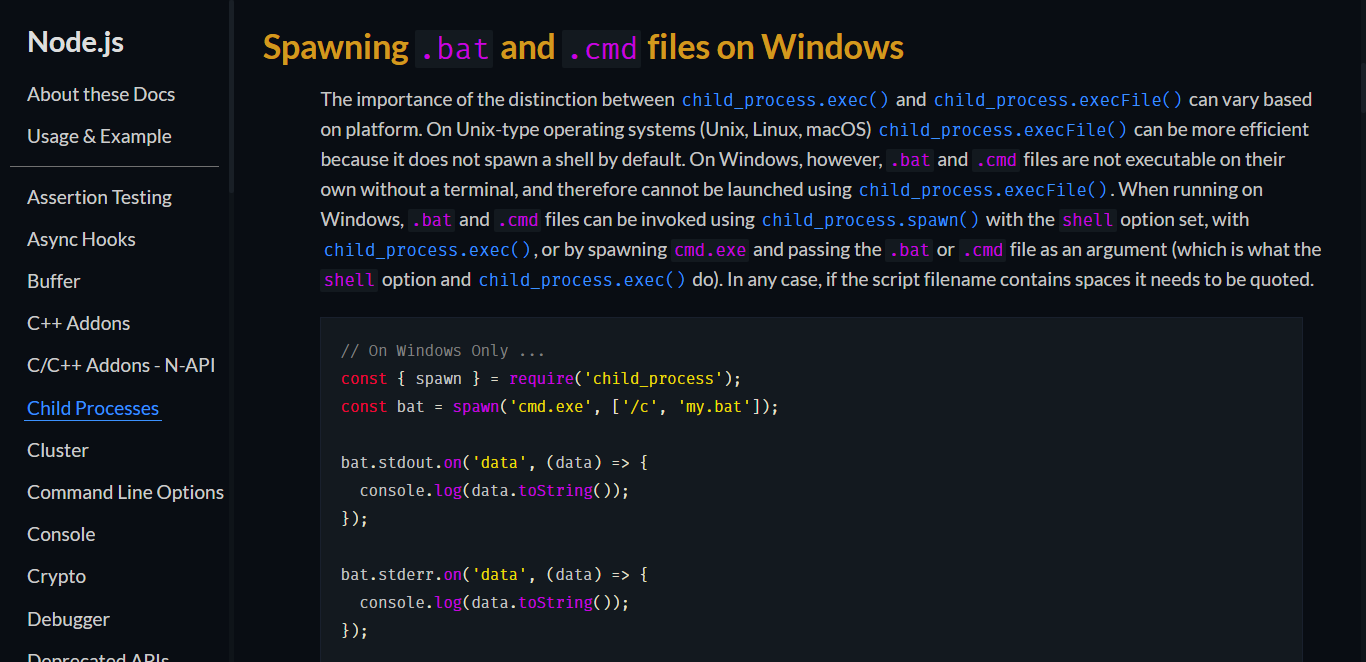 Node.js
About these Docs
Usage & Example
Assertion Testing
Async Hooks
Buffer
C++ Addons
C/C++ Addons - N-API
Child Processes
Cluster
Command Line Options
Console
Crypto
Debugger
Deprecated APIs
Spawning .bat and .cmd files on Windows
The importance of the distinction between child_process.exec() and child_process.execFile() can vary based
on platform. On Unix-type operating systems (Unix, Linux, macOS) child_process.execFile() can be more efficient
because it does not spawn a shell by default. On Windows, however, .bat and .cmd files are not executable on their
own without a terminal, and therefore cannot be launched using child_process.execFile(). When running on
Windows, .bat and .cmd files can be invoked using child_process.spawn() with the shell option set, with
child_process.exec(), or by spawning cmd.exe and passing the .bat or .cmd file as an argument (which is what the
shell option and child_process.exec() do). In any case, if the script filename contains spaces it needs to be quoted.
// On Windows Only ...
const { spawn } = require('child_process');
const bat = spawn('cmd.exe', ['/c', 'my.bat']);
bat.stdout.on('data', (data) => {
  console.log(data.toString());
});
bat.stderr.on('data', (data) => {
  console.log(data.toString());
});